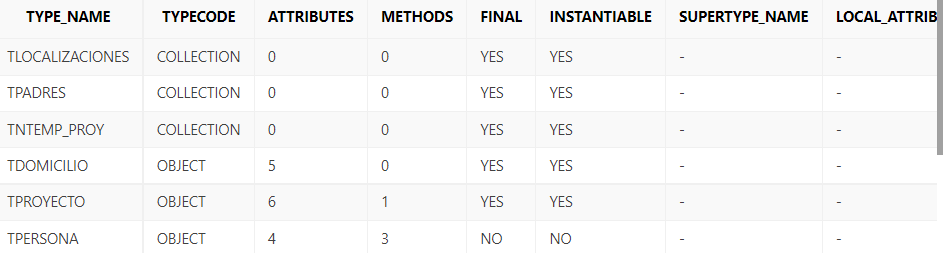 TYPE_NAME TYPECODE ATTRIBUTES METHODS FINAL INSTANTIABLE SUPERTYPE_NAME LOCAL_ATTRIB
TLOCALIZACIONES COLLECTION 0 0 YES YES - -
TPADRES COLLECTION 0 0 YES YES - -
TNTEMP_PROY COLLECTION 0 0 YES YES - -
TDOMICILIO OBJECT 5 0 YES YES - -
TPROYECTO OBJECT 6 1 YES YES - -
TPERSONA OBJECT 4 3 NO NO - -